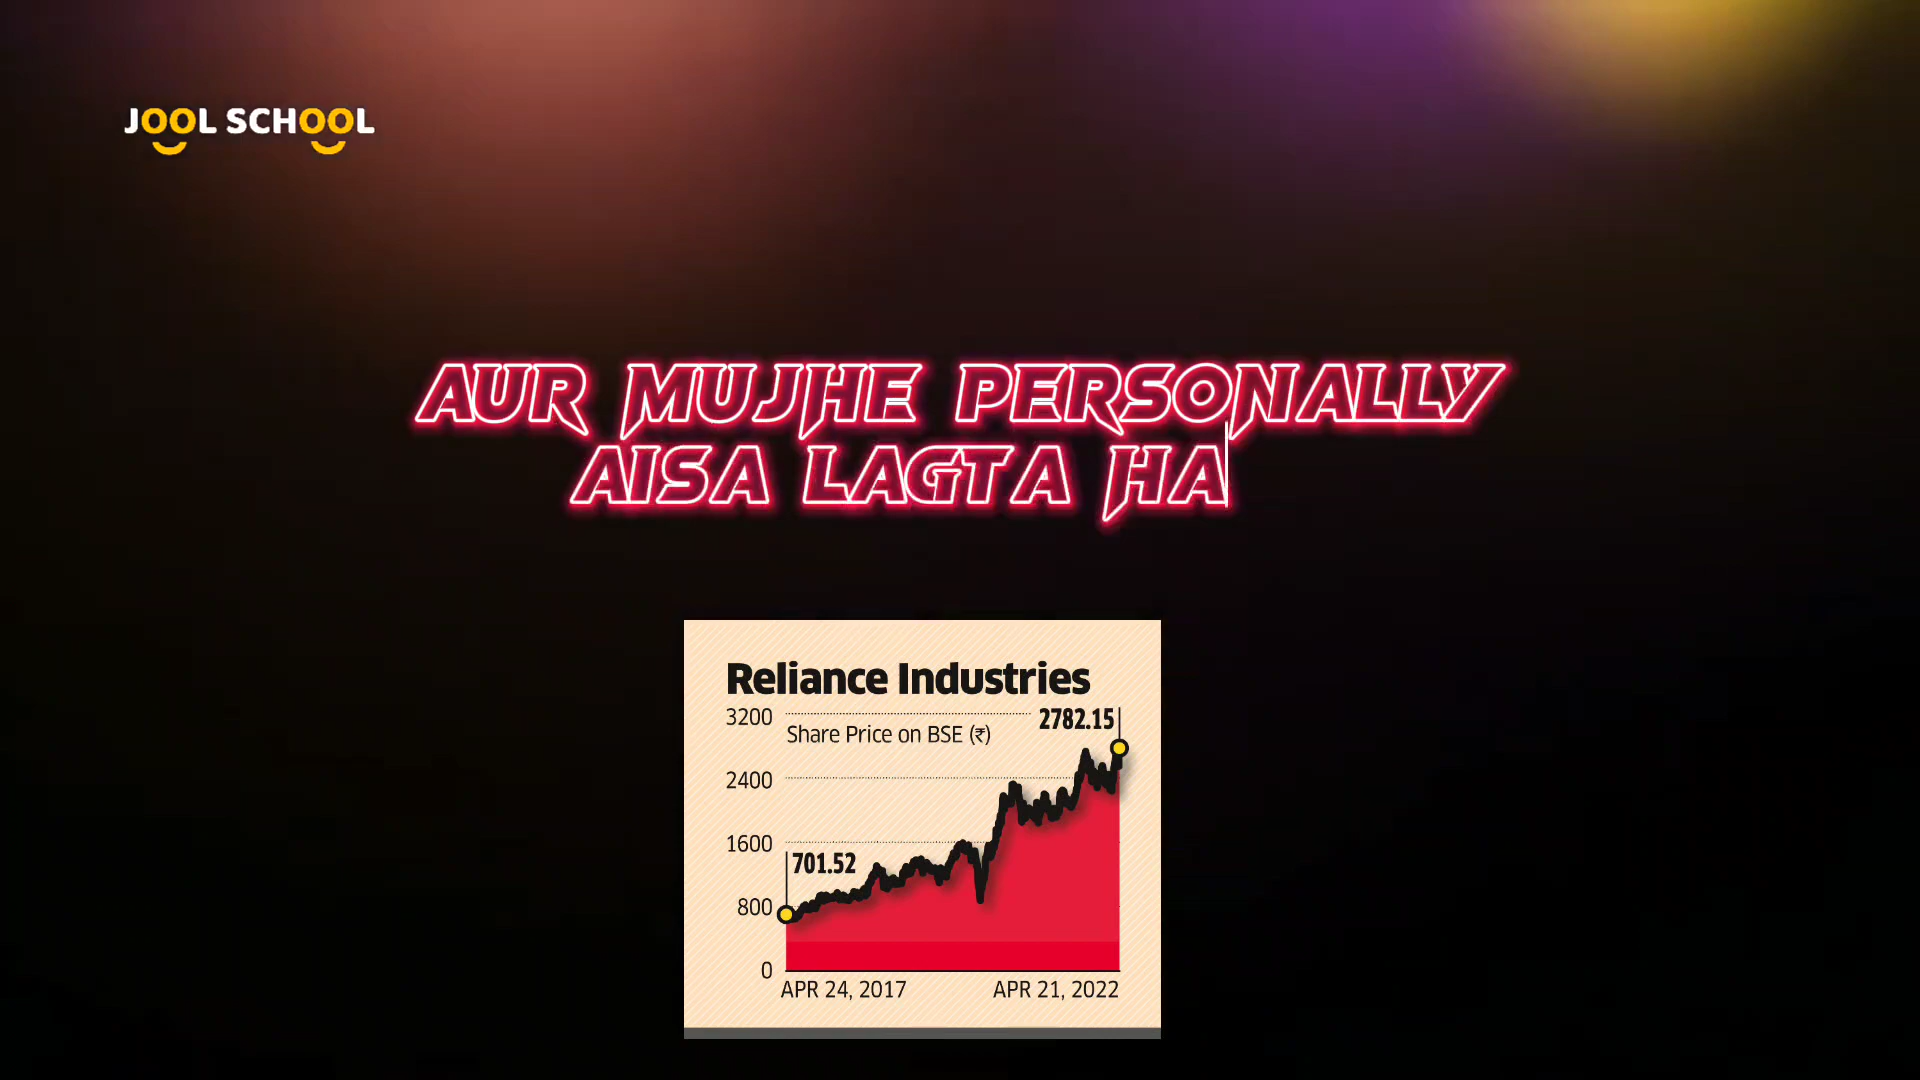 JOOL SCHOOL
AUR MUJHE PERSONALLY
AISA LAGTA HA
Reliance Industries
3200
2782.15
Share Price on BSE (₹)
2400
1600
701.52
800
0
APR 24, 2017
APR 21, 2022